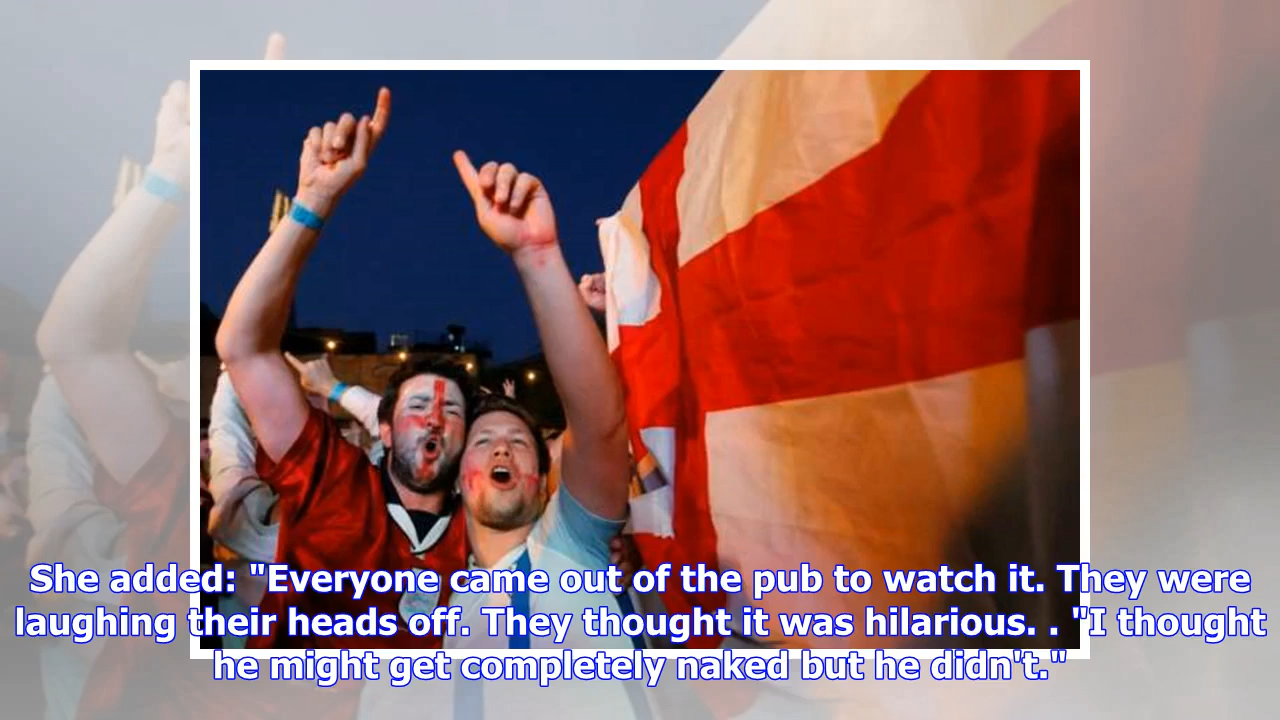 She added: "Everyone came out of the pub to watch it. They were
laughing their heads off. They thought it was hilarious. . "I thought
he might get completely naked but he didn't."